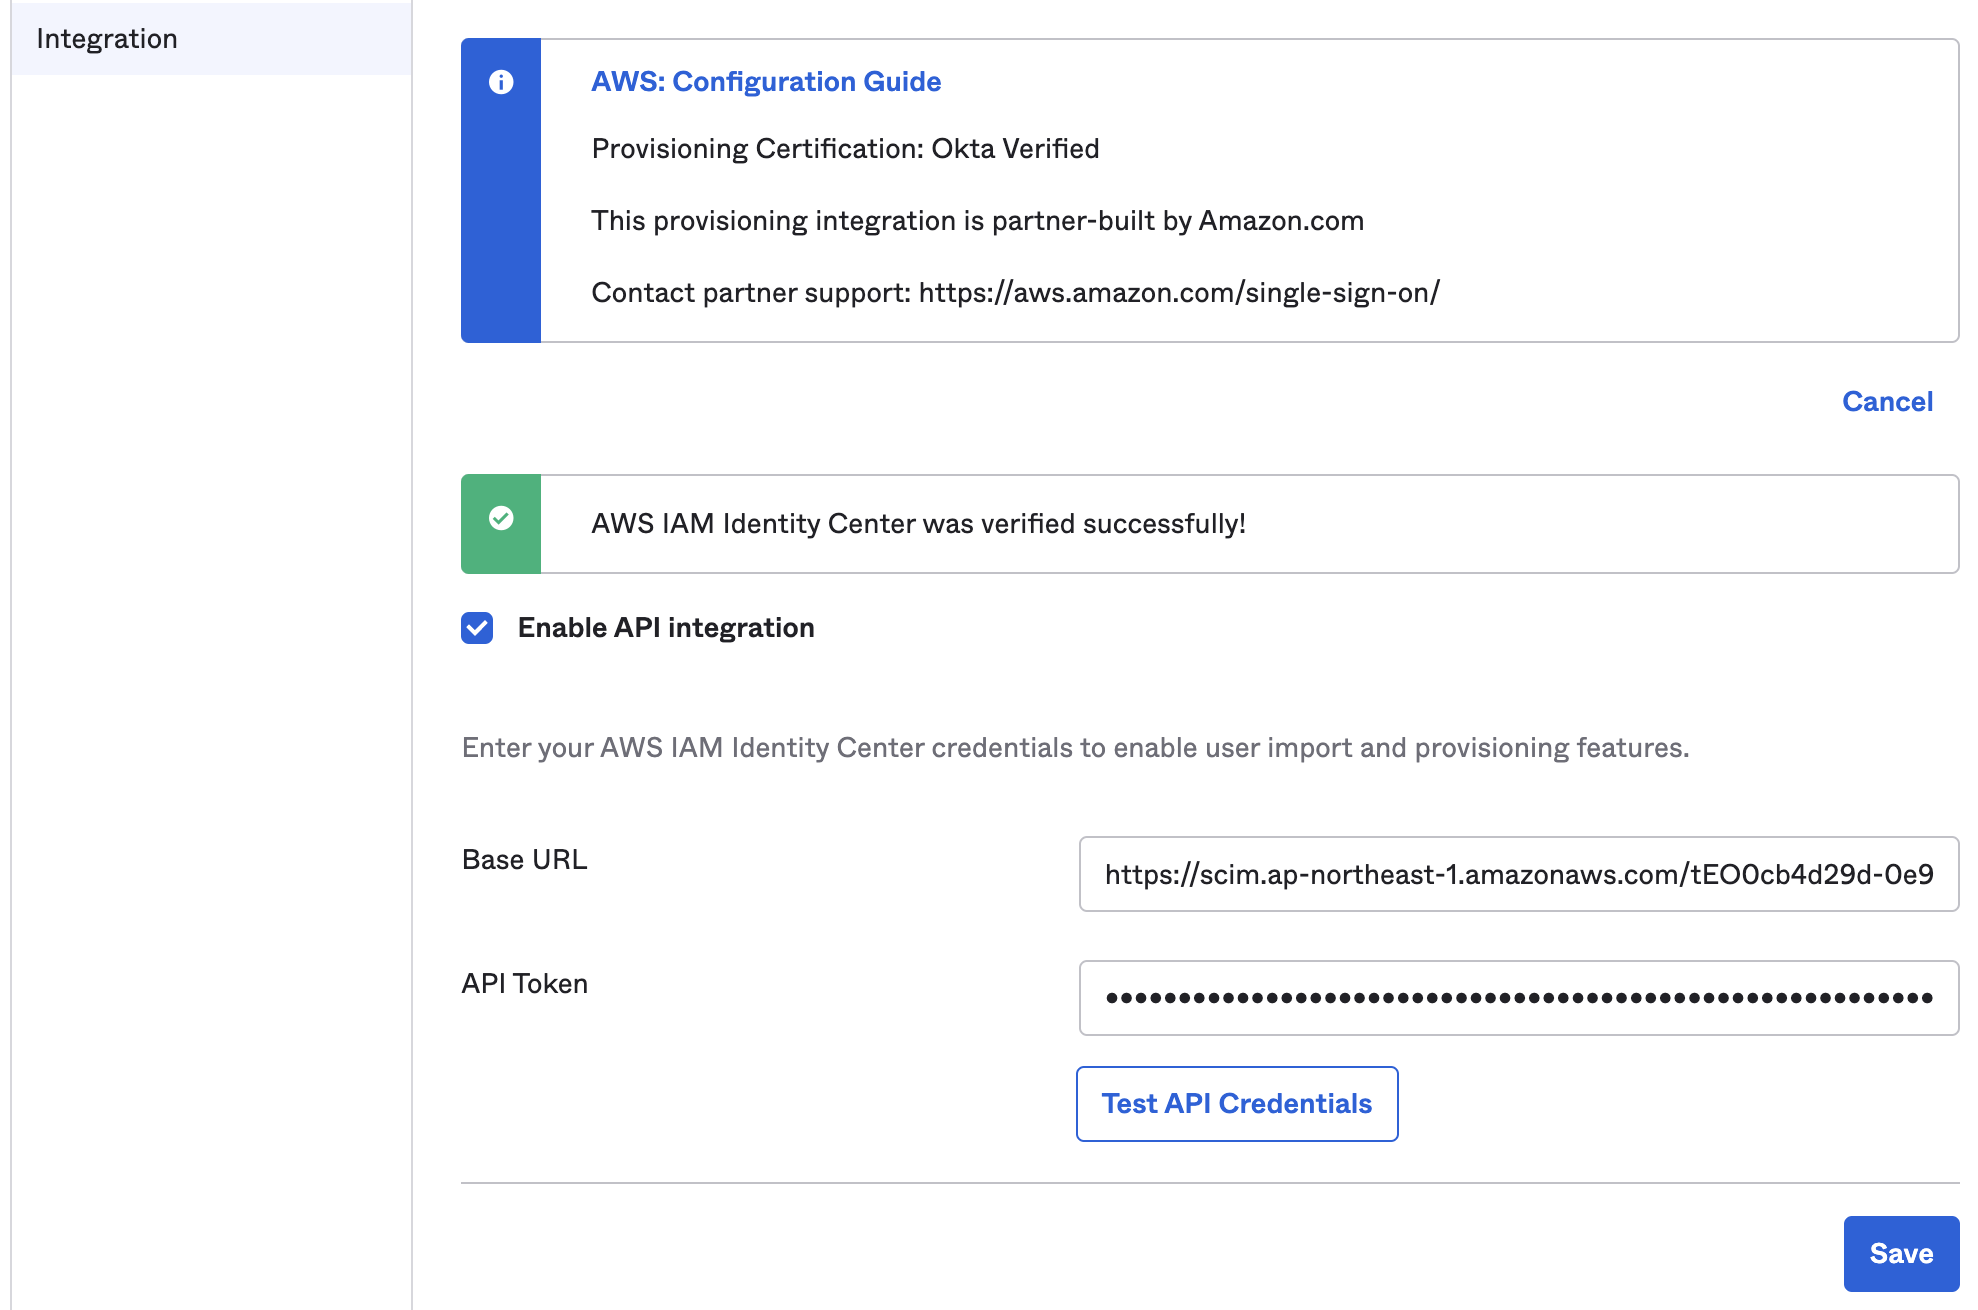 Integration
AWS: Configuration Guide
Provisioning Certification: Okta Verified
This provisioning integration is partner-built by Amazon.com
Contact partner support: https://aws.amazon.com/single-sign-on/
Cancel
AWS IAM Identity Center was verified successfully!
Enable API integration
Enter your AWS IAM Identity Center credentials to enable user import and provisioning features.
Base URL
https://scim.ap-northeast-1.amazonaws.com/tEO0cb4d29d-0e9
API Token
•••••••••••••••••••••••••••••••••••••••••••••••••••••••••
Test API Credentials
Save